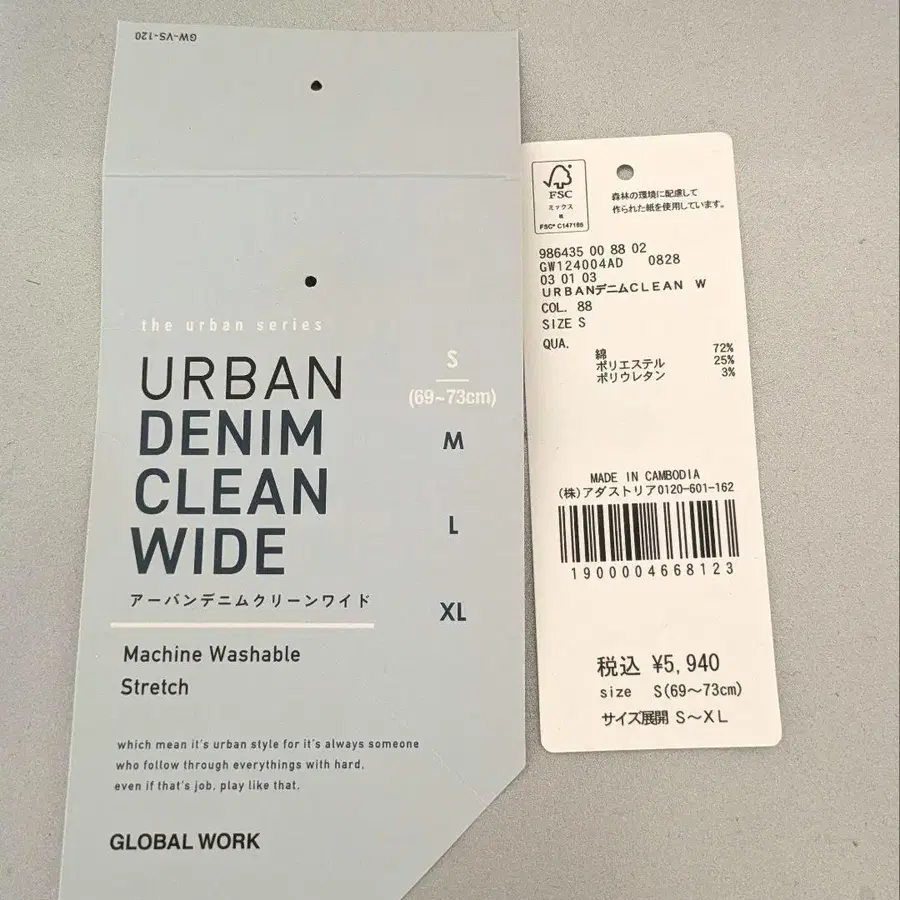 GW-VS-120
the urban series
URBAN
DENIM
CLEAN
WIDE
アーバンデニムクリーンワイド
Machine Washable
Stretch
which mean it's urban style for it's always someone
who follow through everythings with hard,
even if that's job, play like that.
GLOBAL WORK
S
(69~73cm)
M
L
XL
FSC
ミックス
紙
FSC® C147186
森林の環境に配慮して
作られた紙を使用しています。
986435 00 88 02
GW124004AD 0828
03 01 03
URBANデニムCLEAN W
COL. 88
SIZE S
QUA.
綿 72%
ポリエステル 25%
ポリウレタン 3%
MADE IN CAMBODIA
(株)アダストリア0120-601-162
1900004668123
税込 ¥5,940
size S(69〜73cm)
サイズ展開 S〜XL